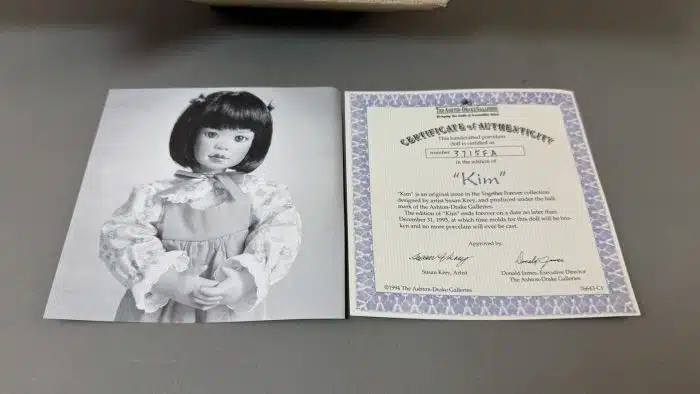 The Ashton-Drake Galleries
CERTIFICATE of AUTHENTICITY
This handcrafted porcelain
doll is certified as
number 3715FA
in the edition of
"Kim"
"Kim" is an original issue in the Together Forever collection
designed by artist Susan Krey, and produced under the hall-
mark of the Ashton-Drake Galleries.
The edition of "Kim" ends forever on a date no later than
December 31, 1995, at which time molds for this doll will be bro-
ken and no more porcelain will ever be cast.
Approved by,
Susan Krey, Artist
Donald James, Executive Director
The Ashton-Drake Galleries
©1994 The Ashton-Drake Galleries